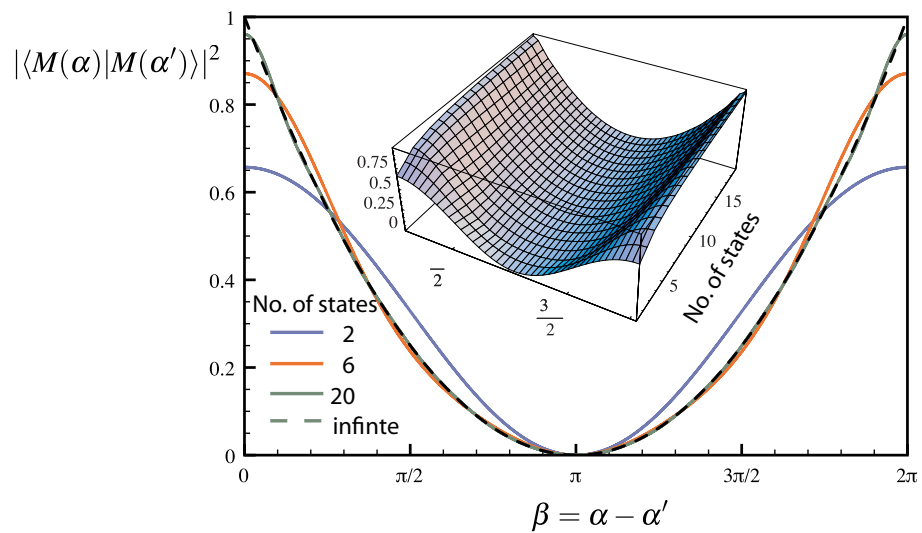 |⟨M(α)|M(α′)⟩|²
1
0.8
0.6
0.4
0.2
0
0
π/2
π
3π/2
2π
β = α − α′
No. of states
2
6
20
infinte
0.75
0.5
0.25
0
2
3
2
5
10
15
No. of states